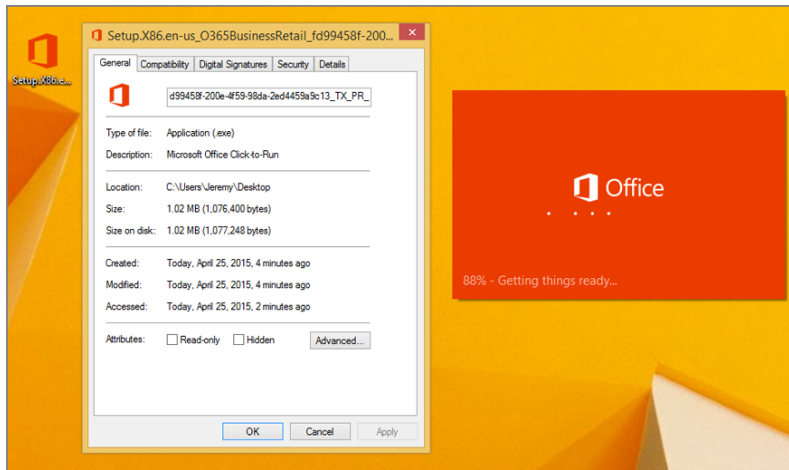 Setup.X86.e...
Setup.X86.en-us_O365BusinessRetail_fd99458f-200...
General Compatibility Digital Signatures Security Details
d99458f-200e-4f59-98da-2ed4459a9c13_TX_PR_
Type of file: Application (.exe)
Description: Microsoft Office Click-to-Run
Location: C:\Users\Jeremy\Desktop
Size: 1.02 MB (1,076,400 bytes)
Size on disk: 1.02 MB (1,077,248 bytes)
Created: Today, April 25, 2015, 4 minutes ago
Modified: Today, April 25, 2015, 4 minutes ago
Accessed: Today, April 25, 2015, 2 minutes ago
Attributes: Read-only Hidden Advanced...
OK Cancel Apply
Office
88% - Getting things ready...